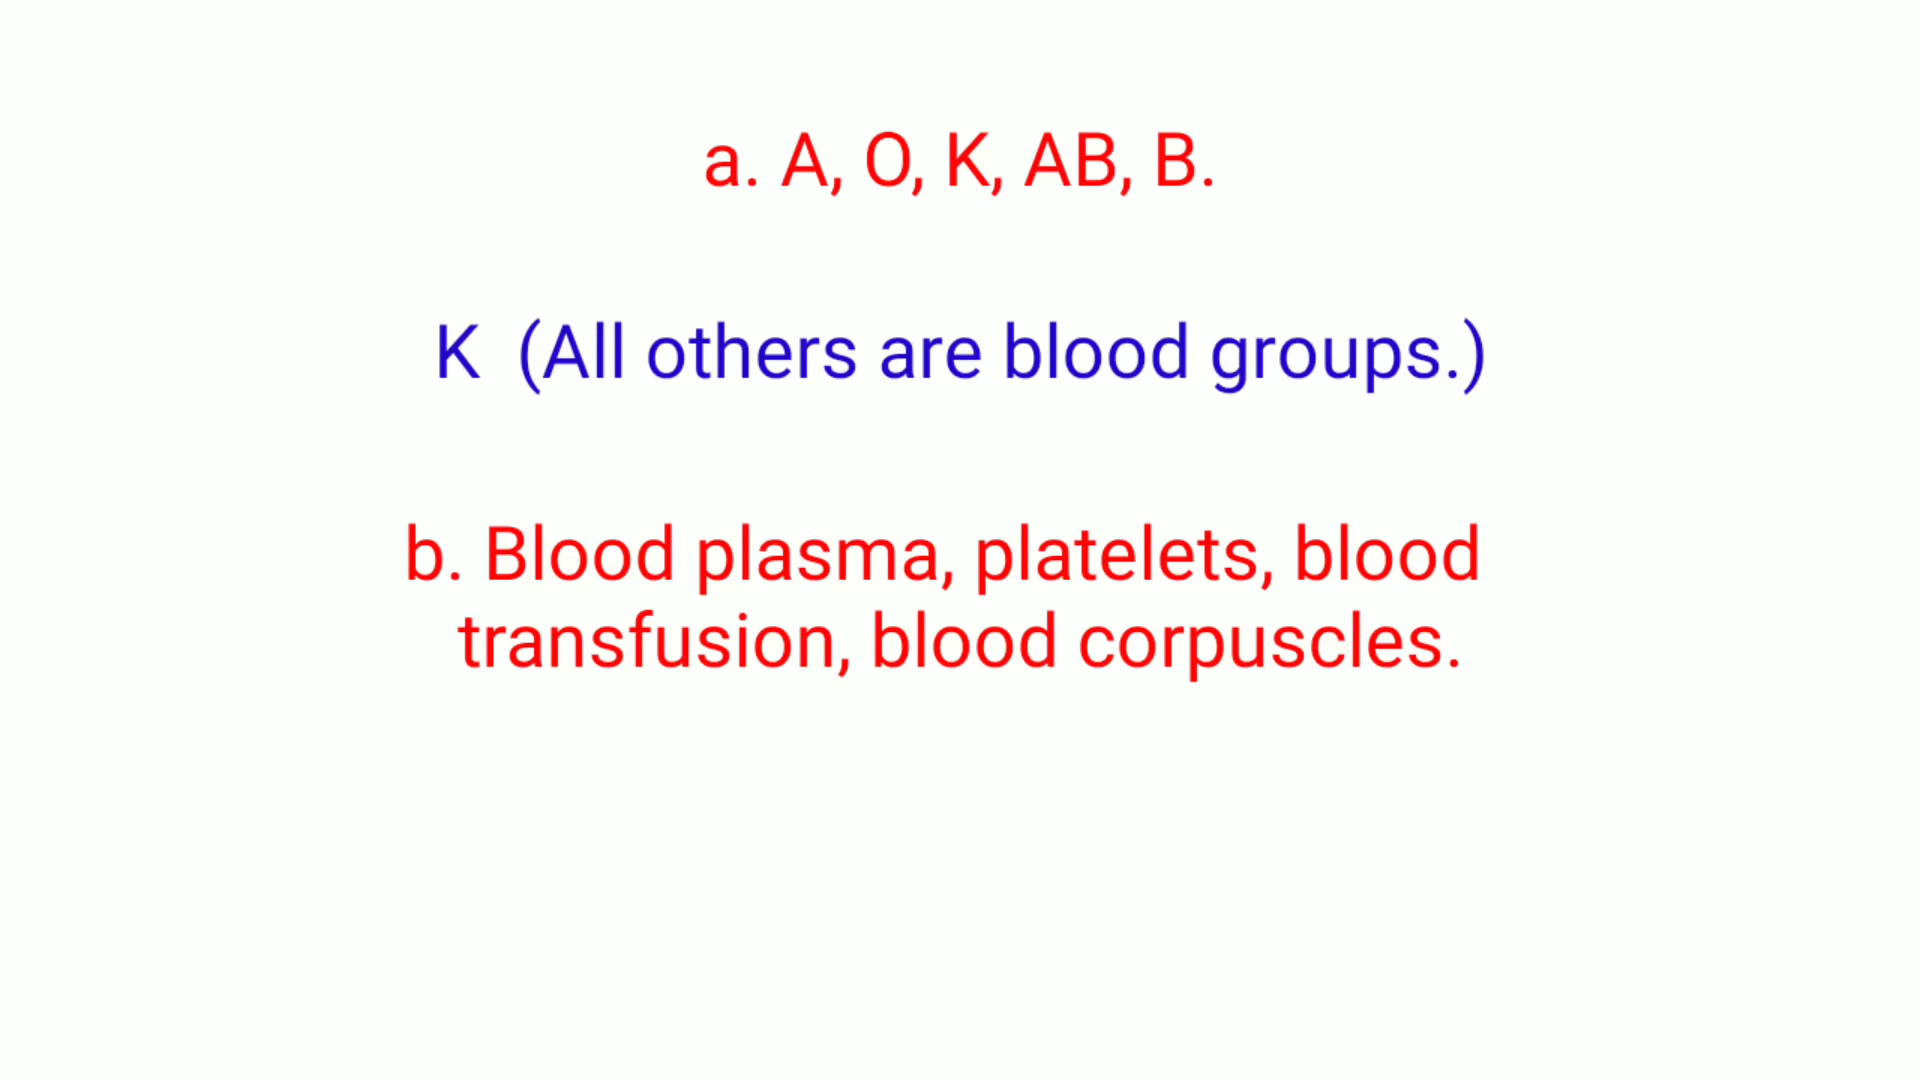 a. A, O, K, AB, B.
K (All others are blood groups.)
b. Blood plasma, platelets, blood
transfusion, blood corpuscles.